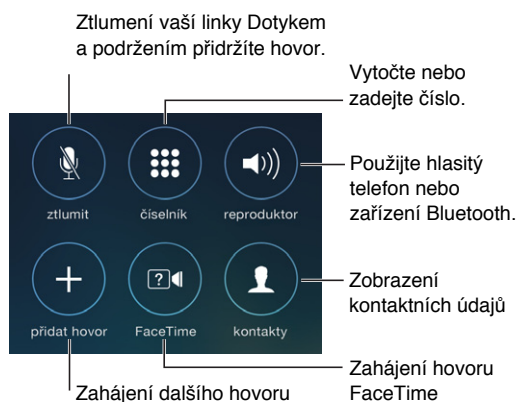 Ztlumení vaší linky Dotykem
a podržením přidržíte hovor.
Vytočte nebo
zadejte číslo.
Použijte hlasitý
telefon nebo
zařízení Bluetooth.
ztlumit
číselník
reproduktor
Zobrazení
kontaktních údajů
přidat hovor
FaceTime
kontakty
Zahájení hovoru
FaceTime
Zahájení dalšího hovoru